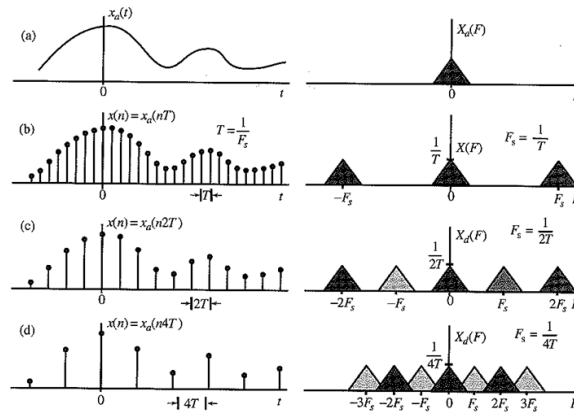 x_a(t)
(a)
0
t
X_a(F)
0
(b)
x(n) = x_a(nT)
T = 1/F_s
T
0
t
1/T
X(F)
F_s = 1/T
−F_s
0
F_s
(c)
x(n) = x_a(n2T)
2T
0
t
1/2T
X_d(F)
F_s = 1/2T
−2F_s
−F_s
0
F_s
2F_s
(d)
x(n) = x_a(n4T)
4T
0
t
1/4T
X_d(F)
F_s = 1/4T
−3F_s
−2F_s
−F_s
0
F_s
2F_s
3F_s